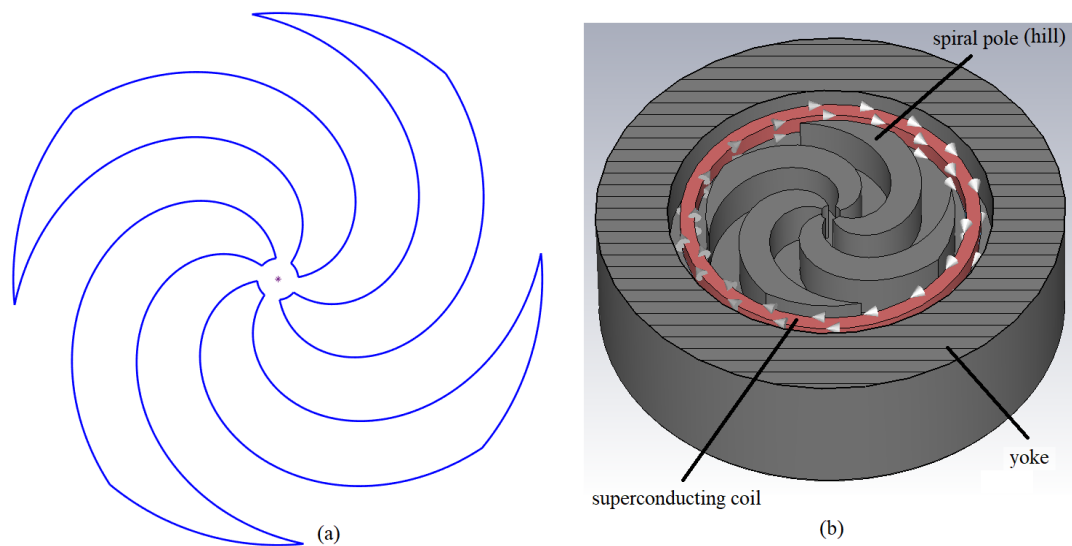 spiral pole (hill)
yoke
superconducting coil
(a)
(b)